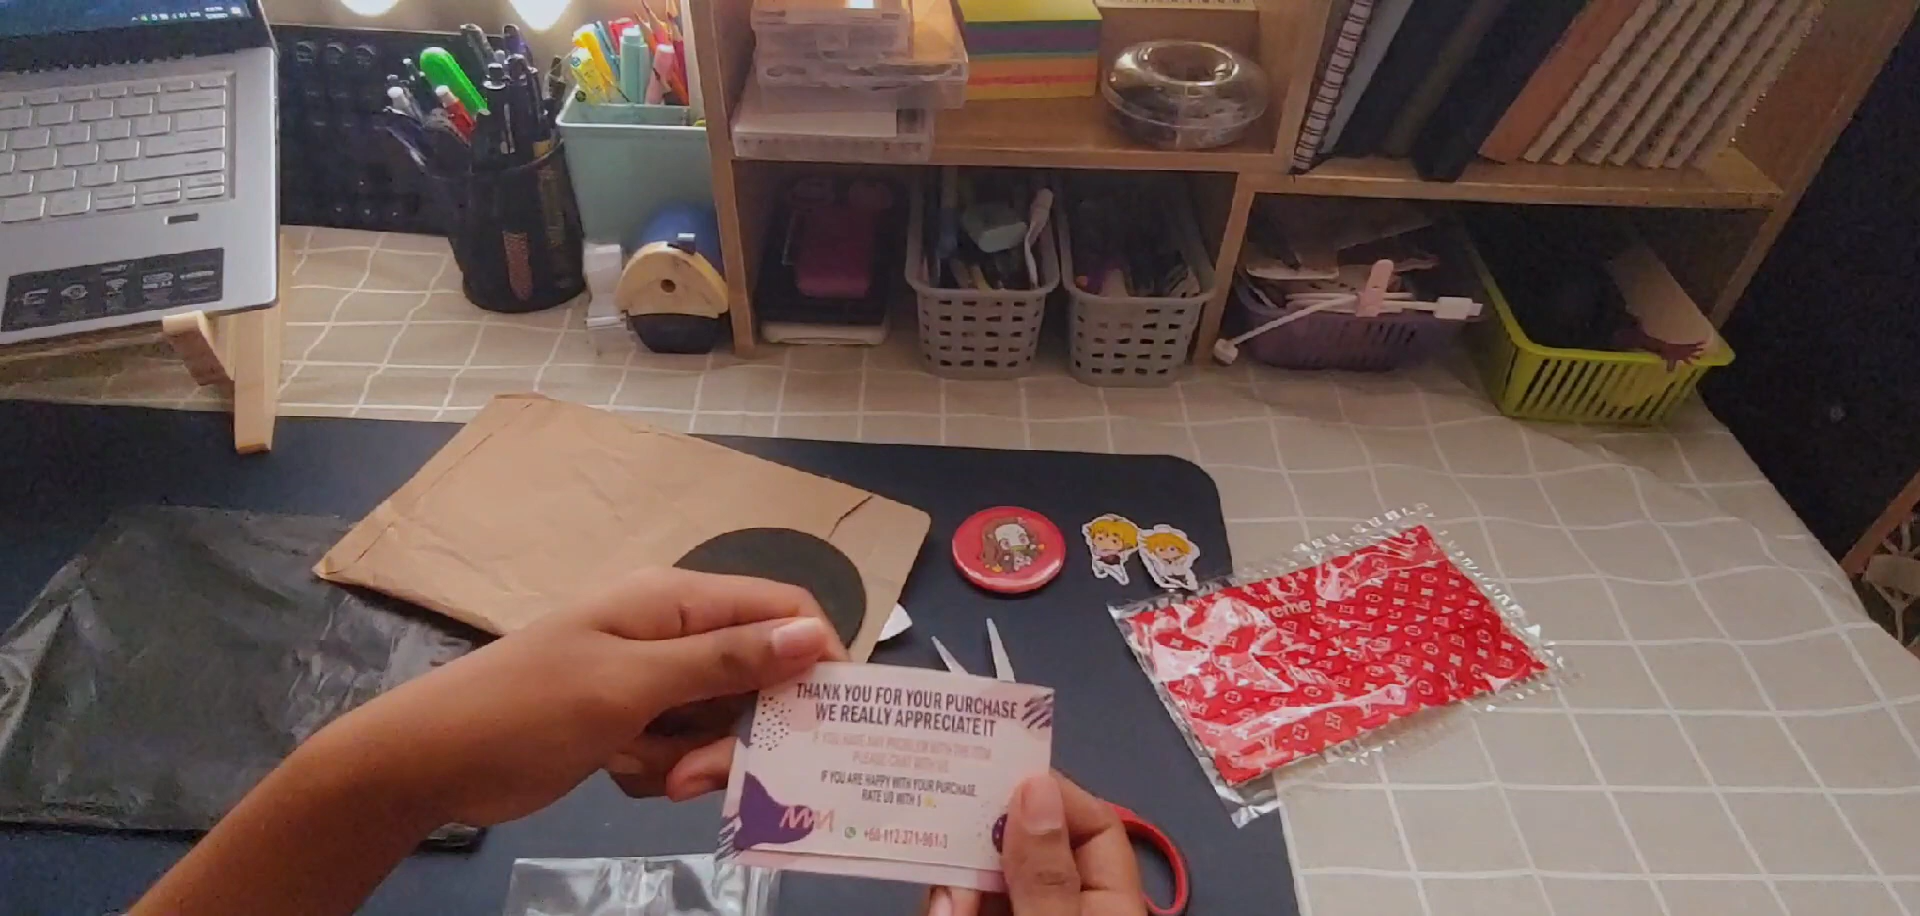 THANK YOU FOR YOUR PURCHASE
WE REALLY APPRECIATE IT
IF YOU HAVE ANY PROBLEM WITH THE ITEM
PLEASE CHAT WITH US
IF YOU ARE HAPPY WITH YOUR PURCHASE.
RATE US WITH 5
reme